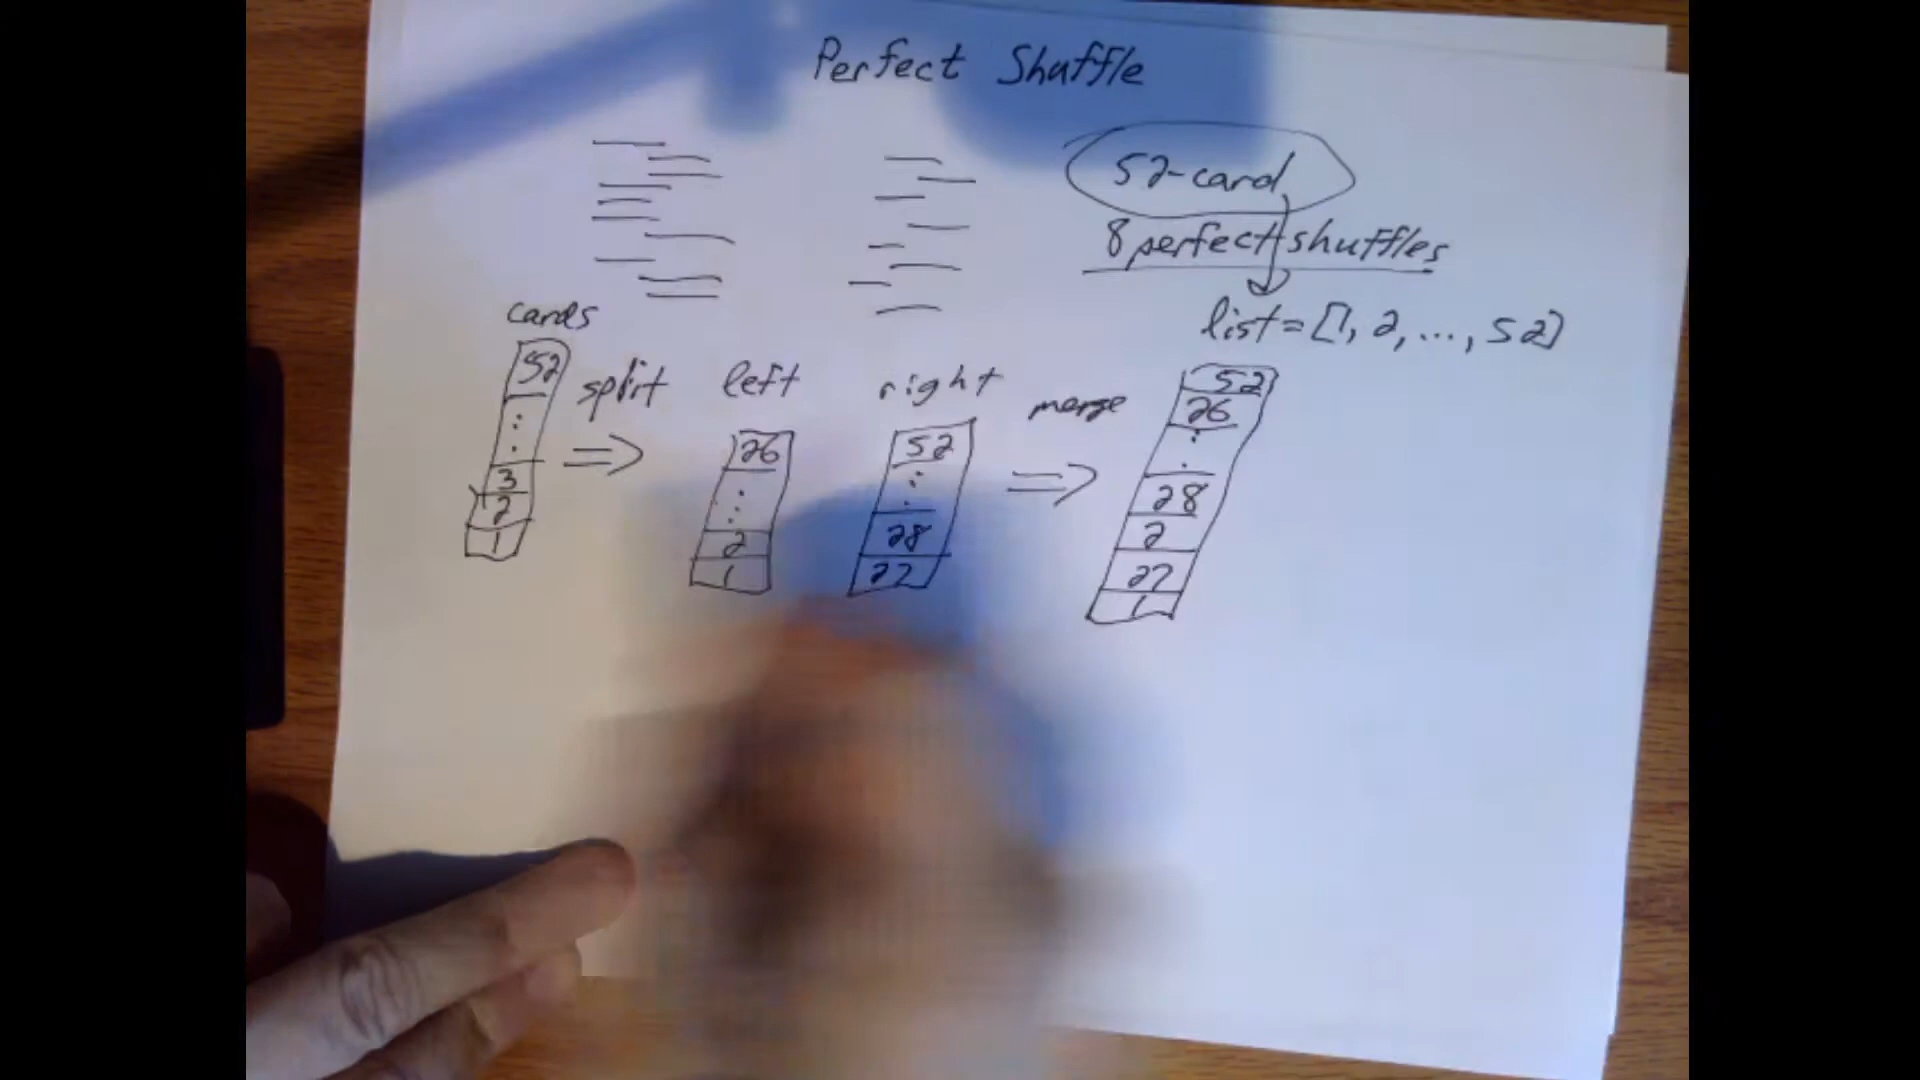 Perfect Shuffle
52-card
8 perfect shuffles
list = [1, 2, ..., 52]
cards
split
left
right
merge
52
:
3
2
1
=>
26
:
2
1
52
:
28
27
=>
52
26
:
28
2
27
1